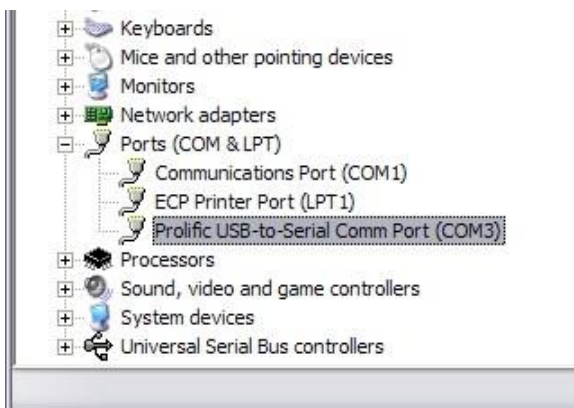 Keyboards
Mice and other pointing devices
Monitors
Network adapters
Ports (COM & LPT)
Communications Port (COM1)
ECP Printer Port (LPT1)
Prolific USB-to-Serial Comm Port (COM3)
Processors
Sound, video and game controllers
System devices
Universal Serial Bus controllers